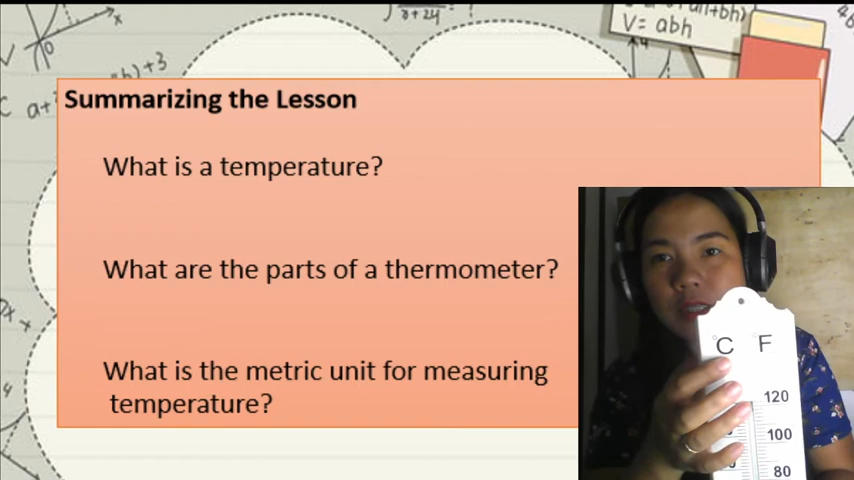 V = abh
Summarizing the Lesson
What is a temperature?
What are the parts of a thermometer?
What is the metric unit for measuring
temperature?
C F
120
100
80